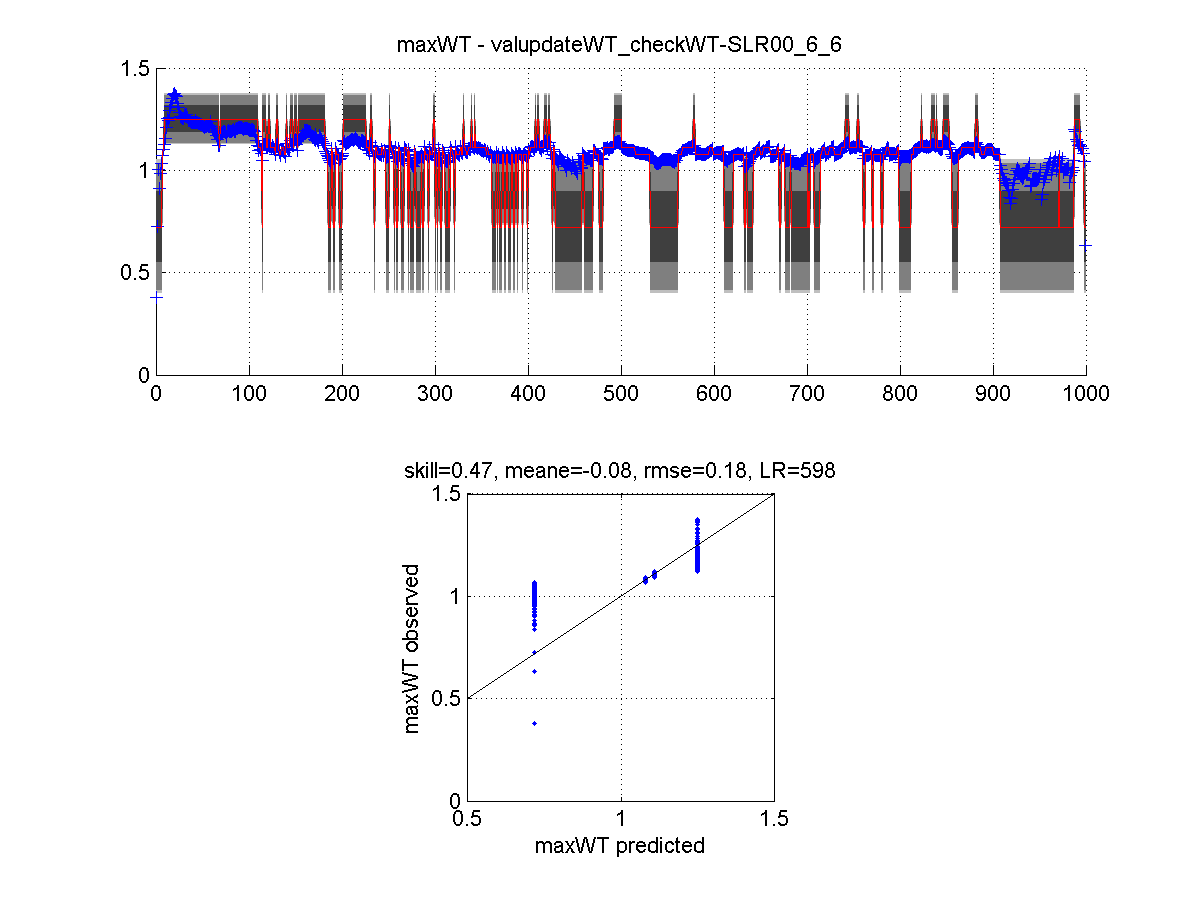 maxWT - valupdateWT_checkWT-SLR00_6_6
1.5
1
0.5
0
0 100 200 300 400 500 600 700 800 900 1000
skill=0.47, meane=-0.08, rmse=0.18, LR=598
1.5
1
0.5
0
maxWT observed
0.5 1 1.5
maxWT predicted